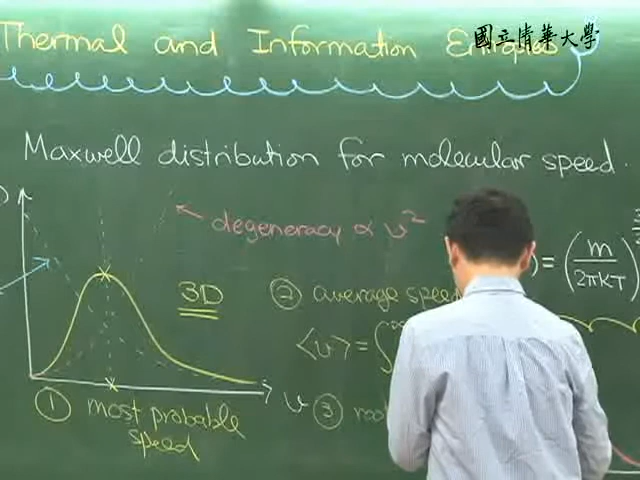 Thermal and Information Entropies
國立清華大學
Maxwell distribution for molecular speed.
degeneracy ∝ v²
) = (m / 2πkT)
3D
② average speed
⟨v⟩ = ∫
v
① most probable
speed
③